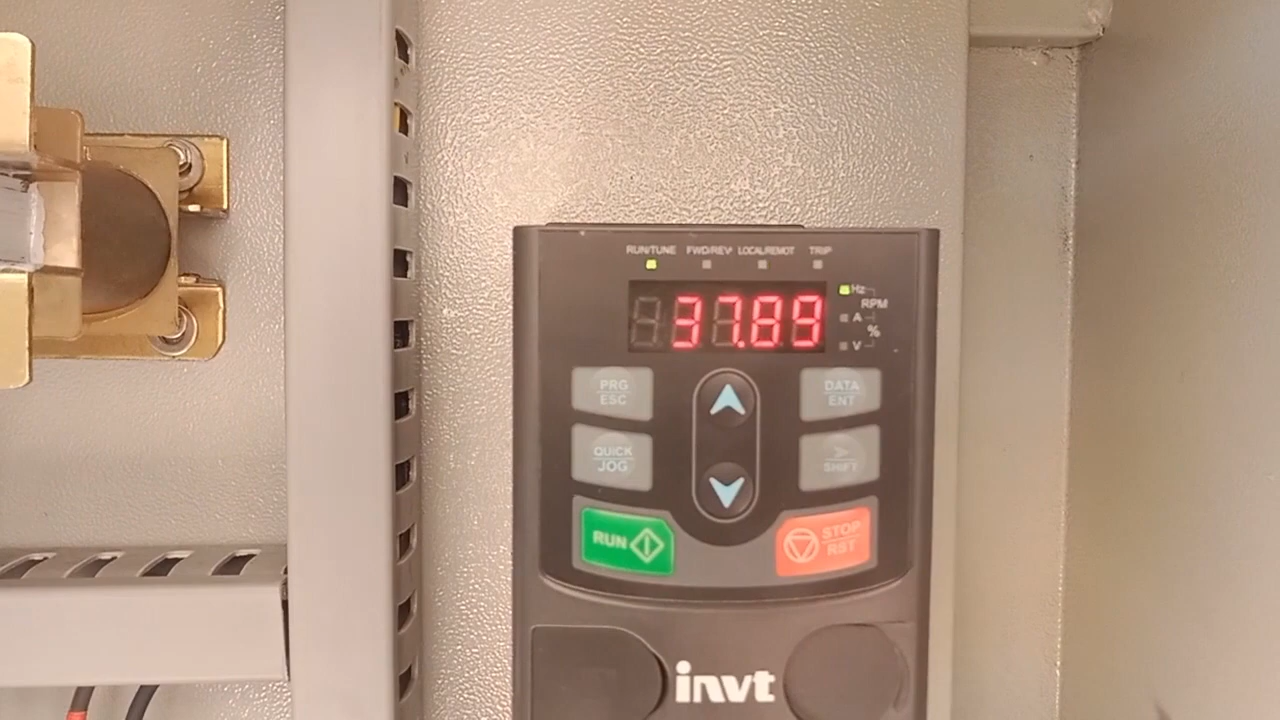 RUN/TUNE FWD/REV LOCAL/REMOT TRIP
37.89
Hz
RPM
A
%
V
PRG
ESC
DATA
ENT
QUICK
JOG
SHIFT
RUN
STOP
RST
invt